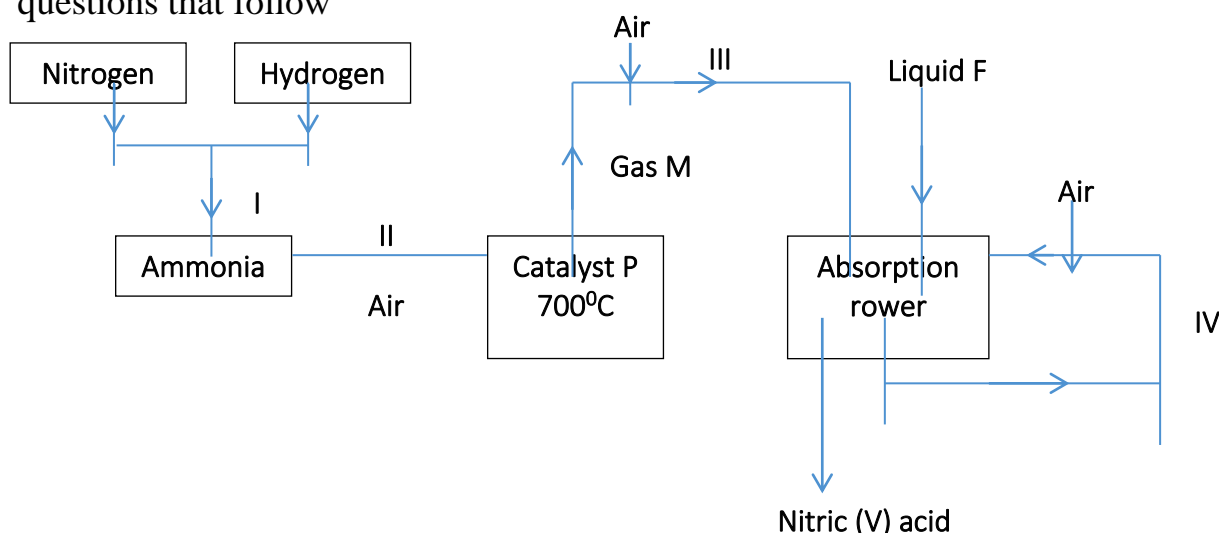 questions that follow
Air
III
Nitrogen
Hydrogen
Liquid F
Gas M
Air
I
II
Ammonia
Catalyst P
700⁰C
Absorption
rower
Air
IV
Nitric (V) acid